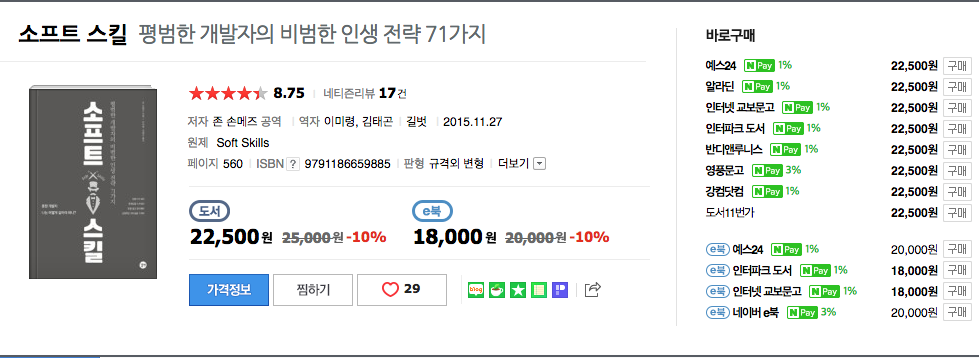 소프트 스킬 평범한 개발자의 비범한 인생 전략 71가지
소프트 스킬
8.75 네티즌리뷰 17건
저자 존 손메즈 공역 역자 이미령, 김태곤 길벗 2015.11.27
원제 Soft Skills
페이지 560 ISBN ? 9791186659885 판형 규격외 변형 더보기
도서
22,500원 25,000원 -10%
e북
18,000원 20,000원 -10%
가격정보 찜하기 29
blog
바로구매
예스24 N Pay 1% 22,500원 구매
알라딘 N Pay 1% 22,500원 구매
인터넷 교보문고 N Pay 1% 22,500원 구매
인터파크 도서 N Pay 1% 22,500원 구매
반디앤루니스 N Pay 1% 22,500원 구매
영풍문고 N Pay 3% 22,500원 구매
강컴닷컴 N Pay 1% 22,500원 구매
도서11번가 22,500원 구매
e북 예스24 N Pay 1% 20,000원 구매
e북 인터파크 도서 N Pay 1% 18,000원 구매
e북 인터넷 교보문고 N Pay 1% 18,000원 구매
e북 네이버 e북 N Pay 3% 20,000원 구매